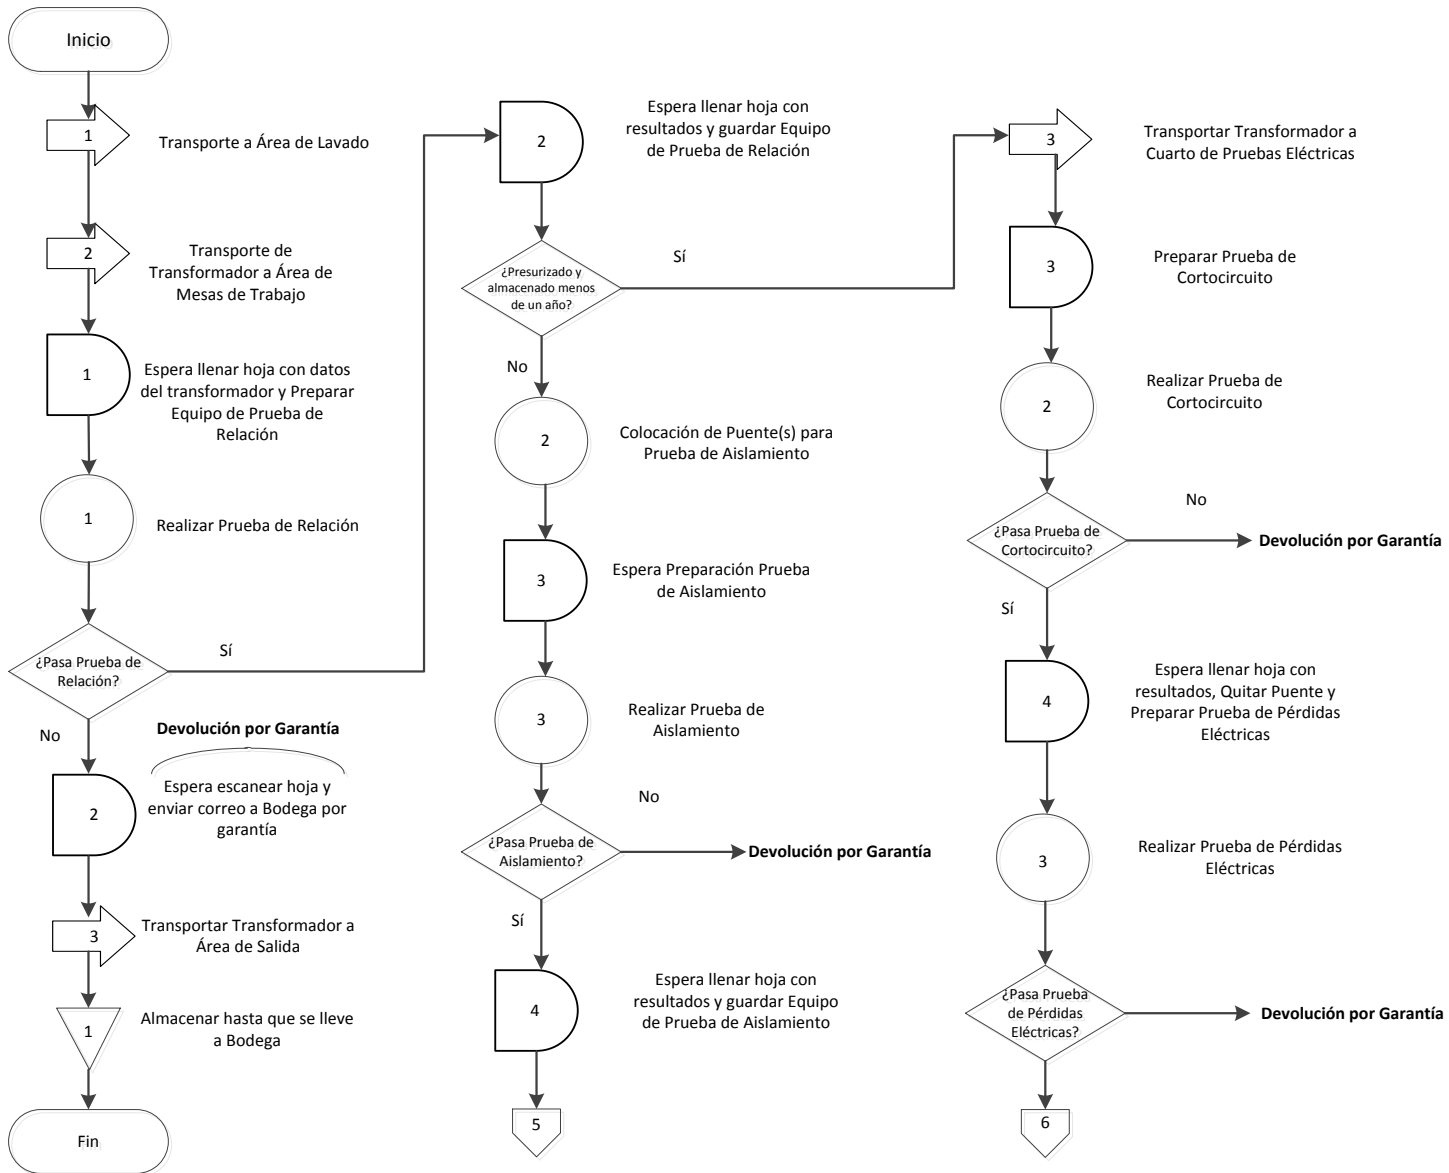 Inicio
1
Transporte a Área de Lavado
2
Transporte de
Transformador a Área de
Mesas de Trabajo
1
Espera llenar hoja con datos
del transformador y Preparar
Equipo de Prueba de
Relación
1
Realizar Prueba de Relación
¿Pasa Prueba de
Relación?
Sí
No
Devolución por Garantía
2
Espera escanear hoja y
enviar correo a Bodega por
garantía
3
Transportar Transformador a
Área de Salida
1
Almacenar hasta que se lleve
a Bodega
Fin
2
Espera llenar hoja con
resultados y guardar Equipo
de Prueba de Relación
¿Presurizado y
almacenado menos
de un año?
Sí
No
2
Colocación de Puente(s) para
Prueba de Aislamiento
3
Espera Preparación Prueba
de Aislamiento
3
Realizar Prueba de
Aislamiento
No
¿Pasa Prueba de
Aislamiento?
Devolución por Garantía
Sí
4
Espera llenar hoja con
resultados y guardar Equipo
de Prueba de Aislamiento
5
3
Transportar Transformador a
Cuarto de Pruebas Eléctricas
3
Preparar Prueba de
Cortocircuito
2
Realizar Prueba de
Cortocircuito
No
¿Pasa Prueba de
Cortocircuito?
Devolución por Garantía
Sí
4
Espera llenar hoja con
resultados, Quitar Puente y
Preparar Prueba de Pérdidas
Eléctricas
3
Realizar Prueba de Pérdidas
Eléctricas
¿Pasa Prueba
de Pérdidas
Eléctricas?
Devolución por Garantía
6